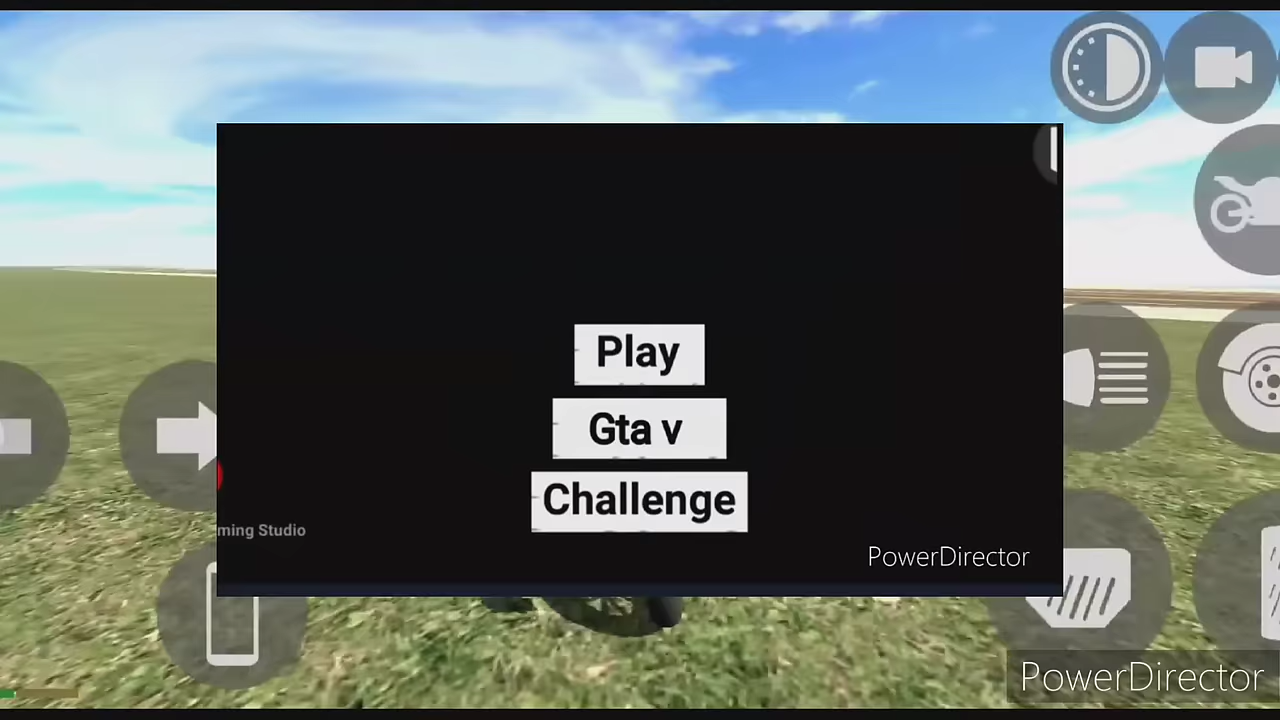 Play
Gta v
Challenge
ming Studio
PowerDirector
PowerDirector